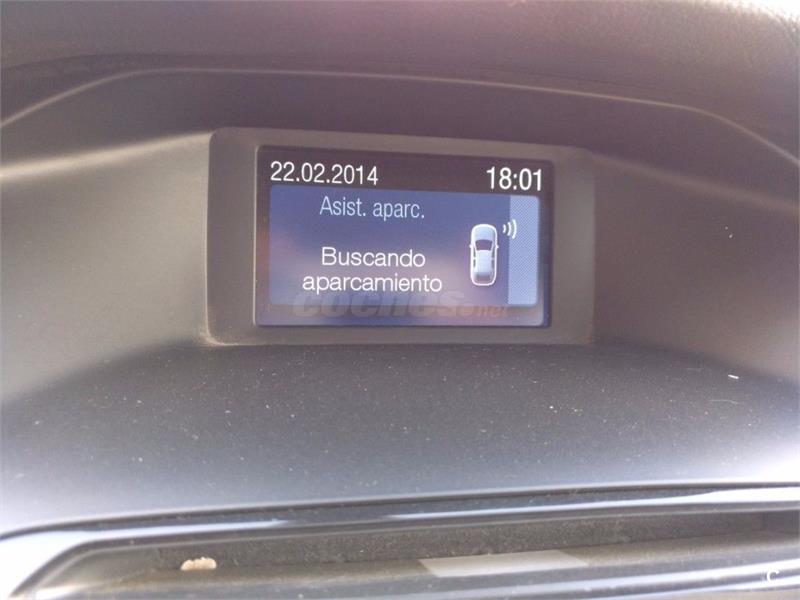 22.02.2014 18:01
Asist. aparc.
Buscando
aparcamiento
coches.net
C